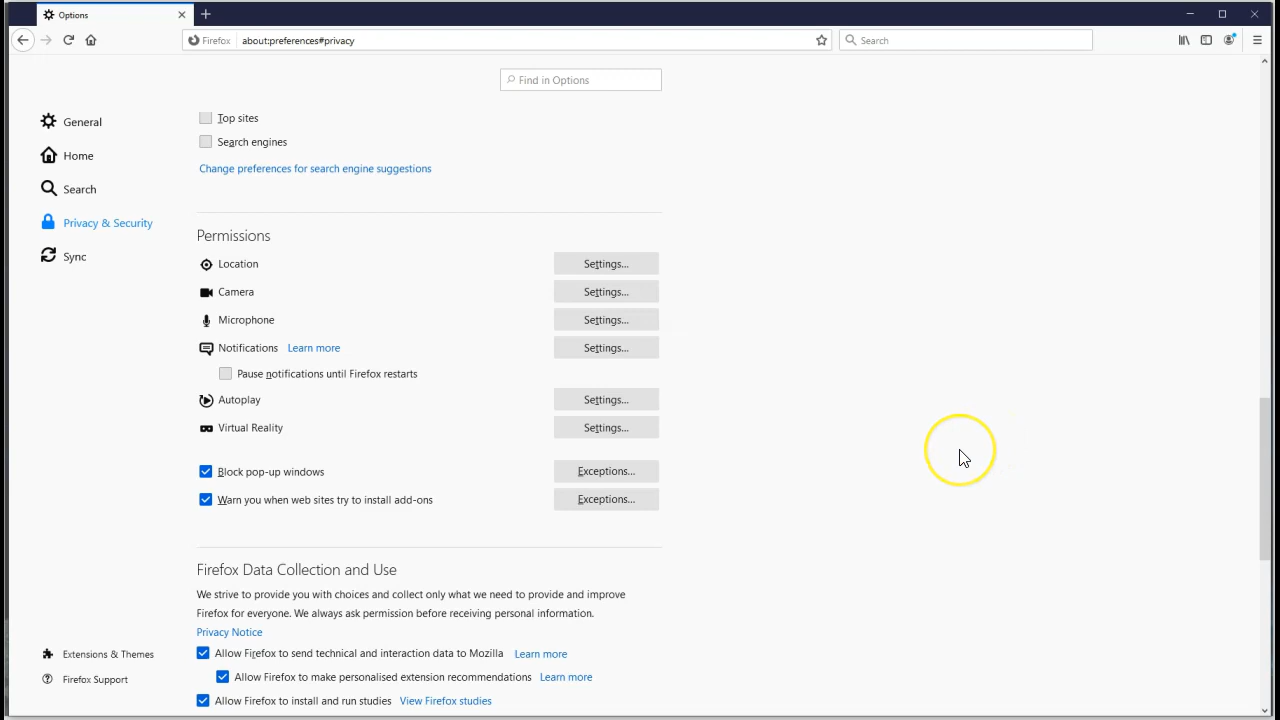 Options
Firefox about:preferences#privacy
Search
Find in Options
General
Home
Search
Privacy & Security
Sync
Top sites
Search engines
Change preferences for search engine suggestions
Permissions
Location Settings...
Camera Settings...
Microphone Settings...
Notifications Learn more Settings...
Pause notifications until Firefox restarts
Autoplay Settings...
Virtual Reality Settings...
Block pop-up windows Exceptions...
Warn you when web sites try to install add-ons Exceptions...
Firefox Data Collection and Use
We strive to provide you with choices and collect only what we need to provide and improve
Firefox for everyone. We always ask permission before receiving personal information.
Privacy Notice
Allow Firefox to send technical and interaction data to Mozilla Learn more
Allow Firefox to make personalised extension recommendations Learn more
Allow Firefox to install and run studies View Firefox studies
Extensions & Themes
Firefox Support